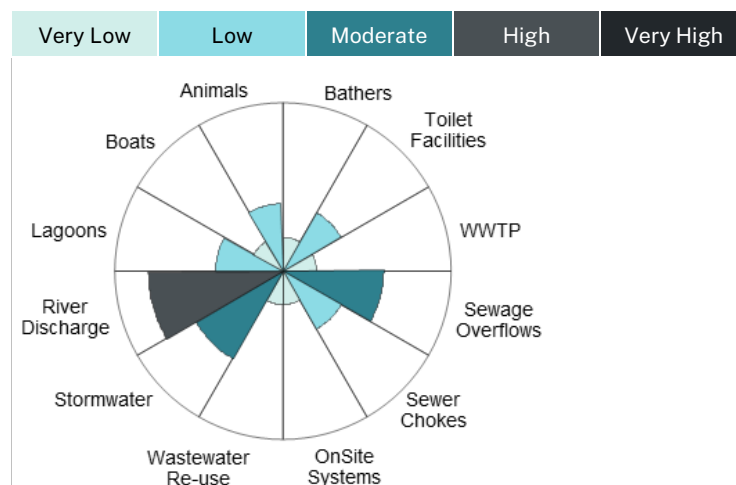 Very Low Low Moderate High Very High
Animals
Bathers
Toilet
Facilities
Boats
Lagoons
WWTP
River
Discharge
Sewage
Overflows
Stormwater
Sewer
Chokes
Wastewater
Re-use
OnSite
Systems